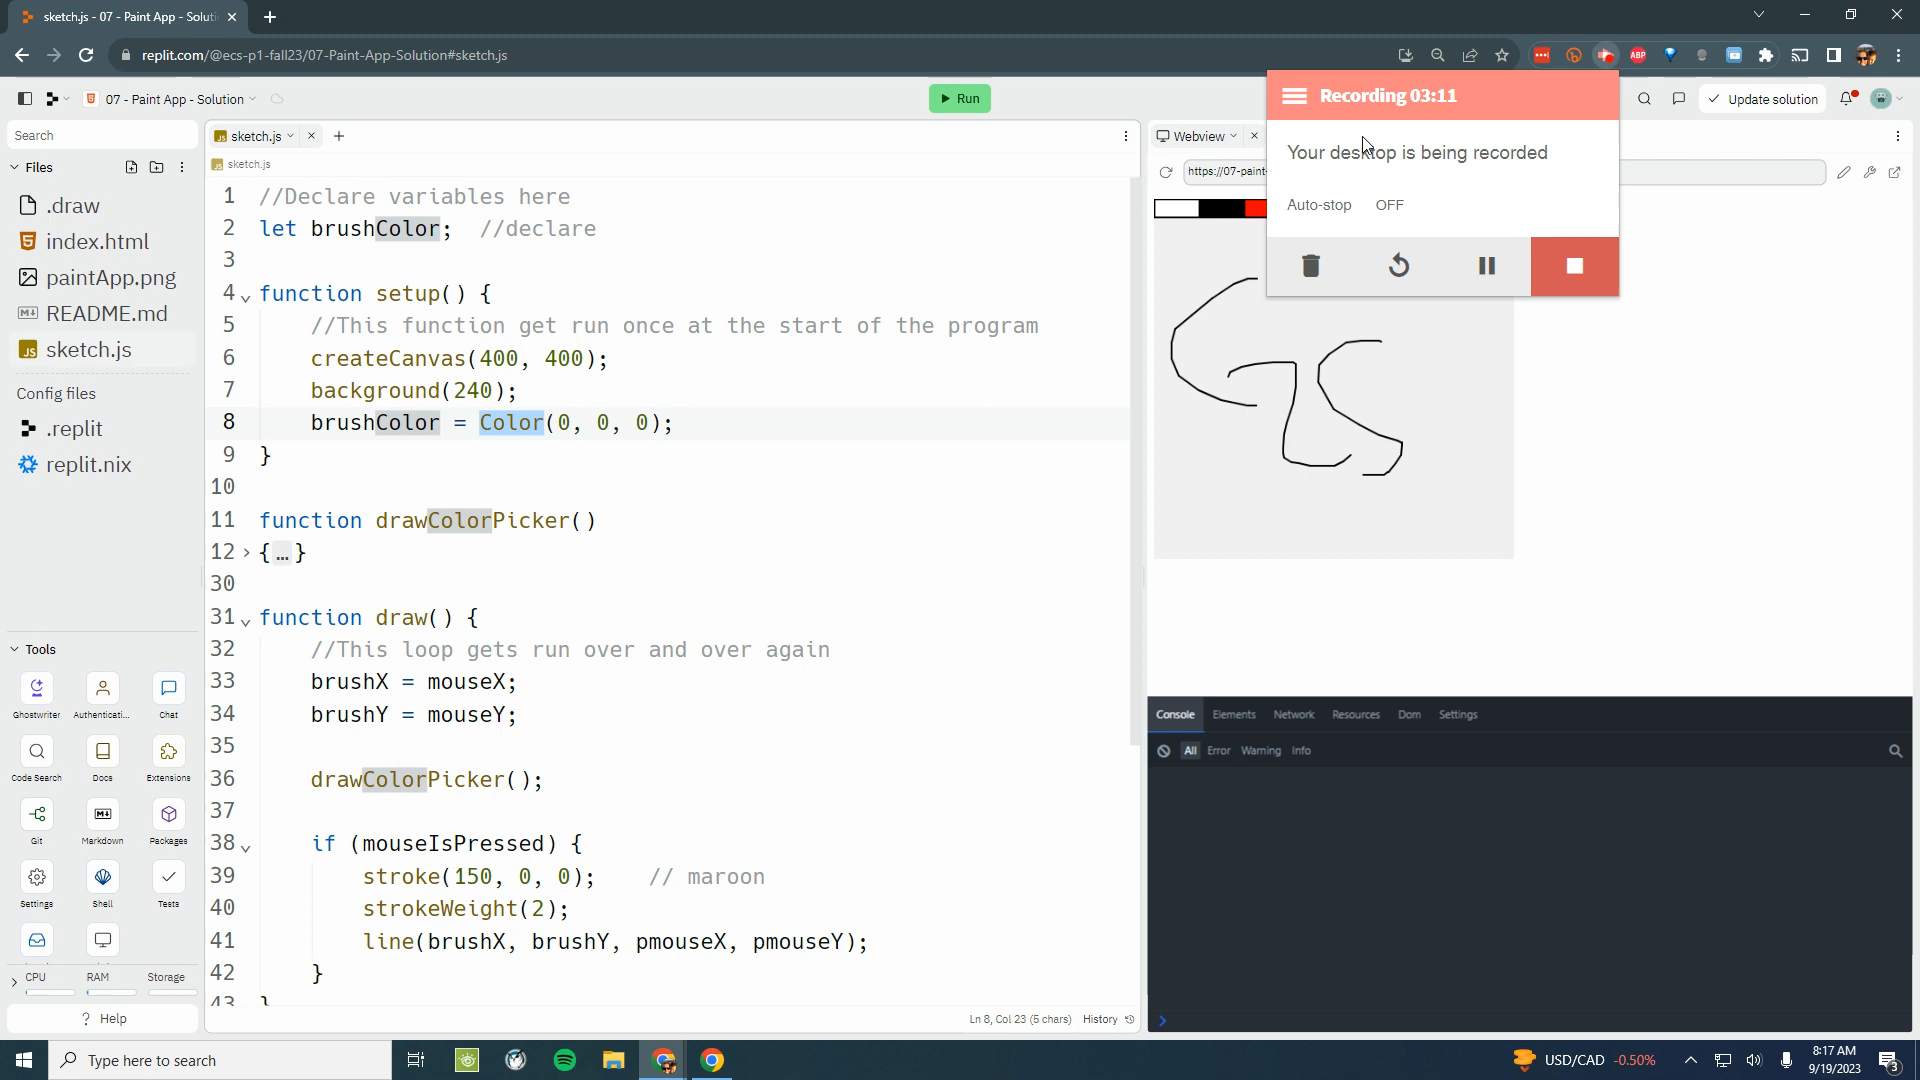 sketch.js - 07 - Paint App - Soluti
replit.com/@ecs-p1-fall23/07-Paint-App-Solution#sketch.js
ABP
07 - Paint App - Solution
Run
Recording 03:11
Your desktop is being recorded
Auto-stop OFF
Update solution
Search
Files
.draw
index.html
paintApp.png
README.md
sketch.js
Config files
.replit
replit.nix
Tools
Ghostwriter
Authenticati...
Chat
Code Search
Docs
Extensions
Git
Markdown
Packages
Settings
Shell
Tests
CPU
RAM
Storage
Help
sketch.js
sketch.js
1 //Declare variables here
2 let brushColor; //declare
3
4 function setup() {
5 //This function get run once at the start of the program
6 createCanvas(400, 400);
7 background(240);
8 brushColor = Color(0, 0, 0);
9 }
10
11 function drawColorPicker()
12 {…}
30
31 function draw() {
32 //This loop gets run over and over again
33 brushX = mouseX;
34 brushY = mouseY;
35
36 drawColorPicker();
37
38 if (mouseIsPressed) {
39 stroke(150, 0, 0); // maroon
40 strokeWeight(2);
41 line(brushX, brushY, pmouseX, pmouseY);
42 }
43 }
Ln 8, Col 23 (5 chars) History
Webview
https://07-paint-
Console Elements Network Resources Dom Settings
All Error Warning Info
Type here to search
USD/CAD -0.50%
8:17 AM
9/19/2023
3